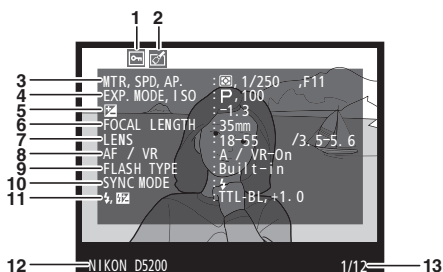 1 2
3 MTR, SPD, AP. : , 1/250 , F11
4 EXP. MODE, ISO : P, 100
5 : –1.3
6 FOCAL LENGTH : 35mm
7 LENS : 18–55 /3.5–5.6
8 AF / VR : A / VR–On
9 FLASH TYPE : Built-in
10 SYNC MODE :
11 , : TTL-BL, +1.0
12 NIKON D5200 1/12 13